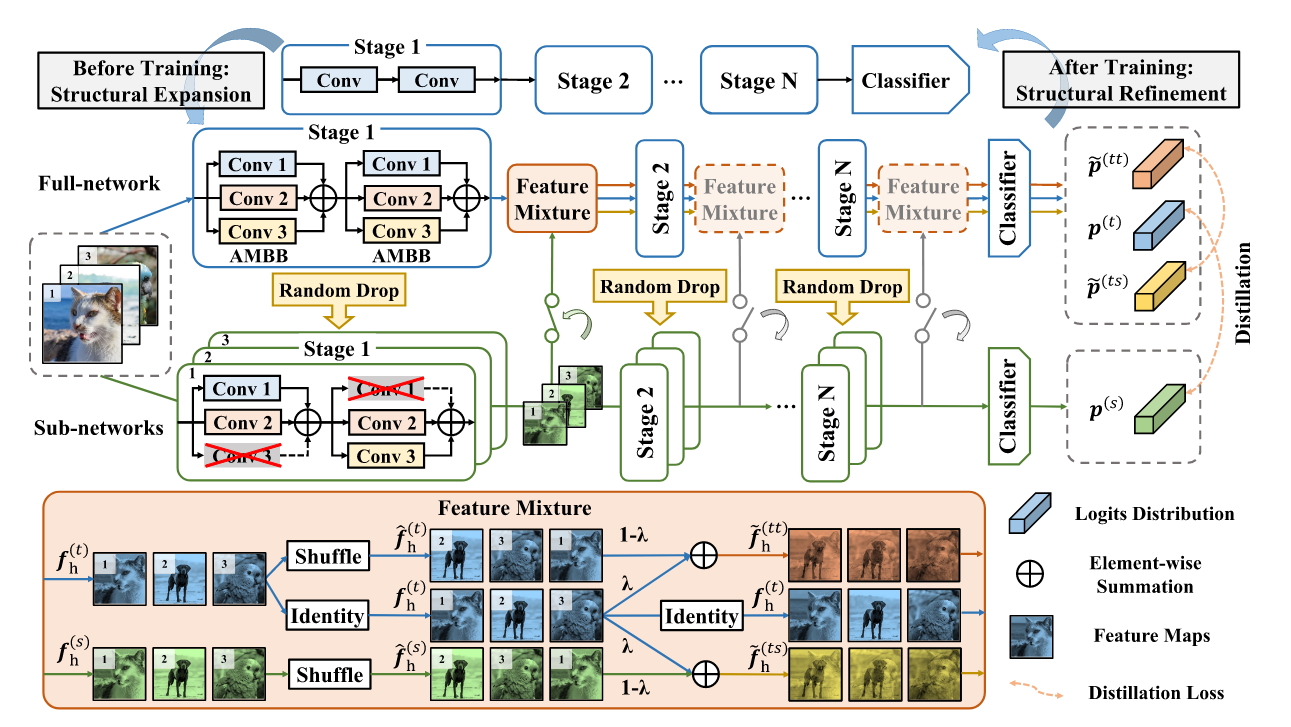 Before Training:
Structural Expansion
Stage 1
Conv
Conv
Stage 2
...
Stage N
Classifier
After Training:
Structural Refinement
Full-network
Stage 1
Conv 1
Conv 2
Conv 3
AMBB
Conv 1
Conv 2
Conv 3
AMBB
Feature
Mixture
Stage 2
Feature
Mixture
...
Stage N
Feature
Mixture
Classifier
p̃^(tt)
p^(t)
p̃^(ts)
Distillation
1
2
3
Random Drop
Random Drop
Random Drop
Sub-networks
3
2
1
Stage 1
Conv 1
Conv 2
Conv 3
Conv 1
Conv 2
Conv 3
1
2
3
Stage 2
...
Stage N
Classifier
p^(s)
Feature Mixture
f_h^(t)
1
2
3
Shuffle
Identity
f̂_h^(t)
2
3
1
f_h^(t)
1
2
3
1-λ
λ
Identity
f̃_h^(tt)
f_h^(t)
f_h^(s)
1
2
3
Shuffle
f̂_h^(s)
2
3
1
λ
1-λ
f̃_h^(ts)
Logits Distribution
Element-wise
Summation
Feature Maps
Distillation Loss